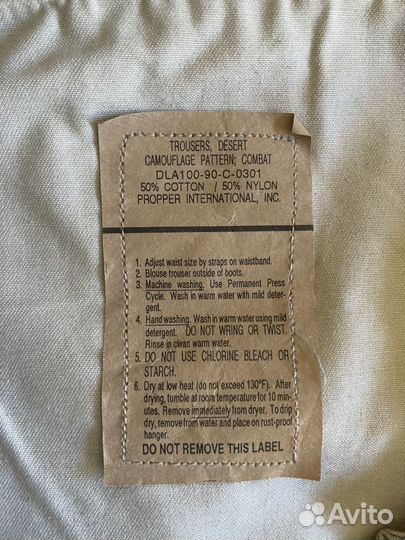 TROUSERS, DESERT
CAMOUFLAGE PATTERN; COMBAT
DLA100-90-C-0301
50% COTTON / 50% NYLON
PROPPER INTERNATIONAL, INC.
1. Adjust waist size by straps on waistband.
2. Blouse trouser outside of boots.
3. Machine washing. Use Permanent Press
Cycle. Wash in warm water with mild deter-
gent.
4. Hand washing. Wash in warm water using mild
detergent. DO NOT WRING OR TWIST.
Rinse in clean warm water.
5. DO NOT USE CHLORINE BLEACH OR
STARCH.
6. Dry at low heat (do not exceed 130°F). After
drying, tumble at room temperature for 10 min-
utes. Remove immediately from dryer. To drip
dry, remove from water and place on rust-proof
hanger.
DO NOT REMOVE THIS LABEL
Avito